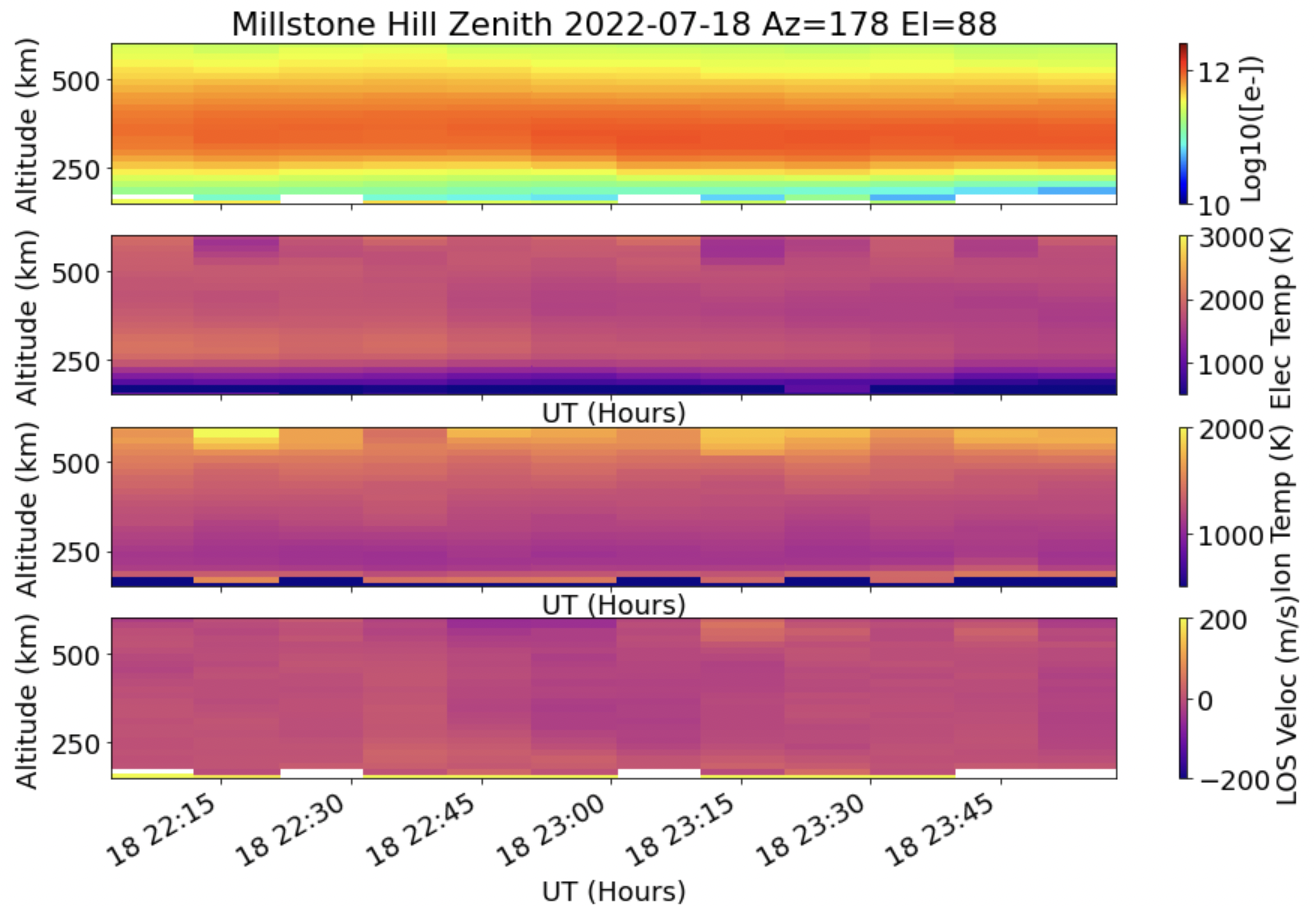 Millstone Hill Zenith 2022-07-18 Az=178 El=88
Altitude (km)
500
250
12
10
Log10([e-])
Altitude (km)
500
250
3000
2000
1000
Elec Temp (K)
UT (Hours)
Altitude (km)
500
250
2000
1000
Ion Temp (K)
UT (Hours)
Altitude (km)
500
250
200
0
−200
LOS Veloc (m/s)
18 22:15
18 22:30
18 22:45
18 23:00
18 23:15
18 23:30
18 23:45
UT (Hours)